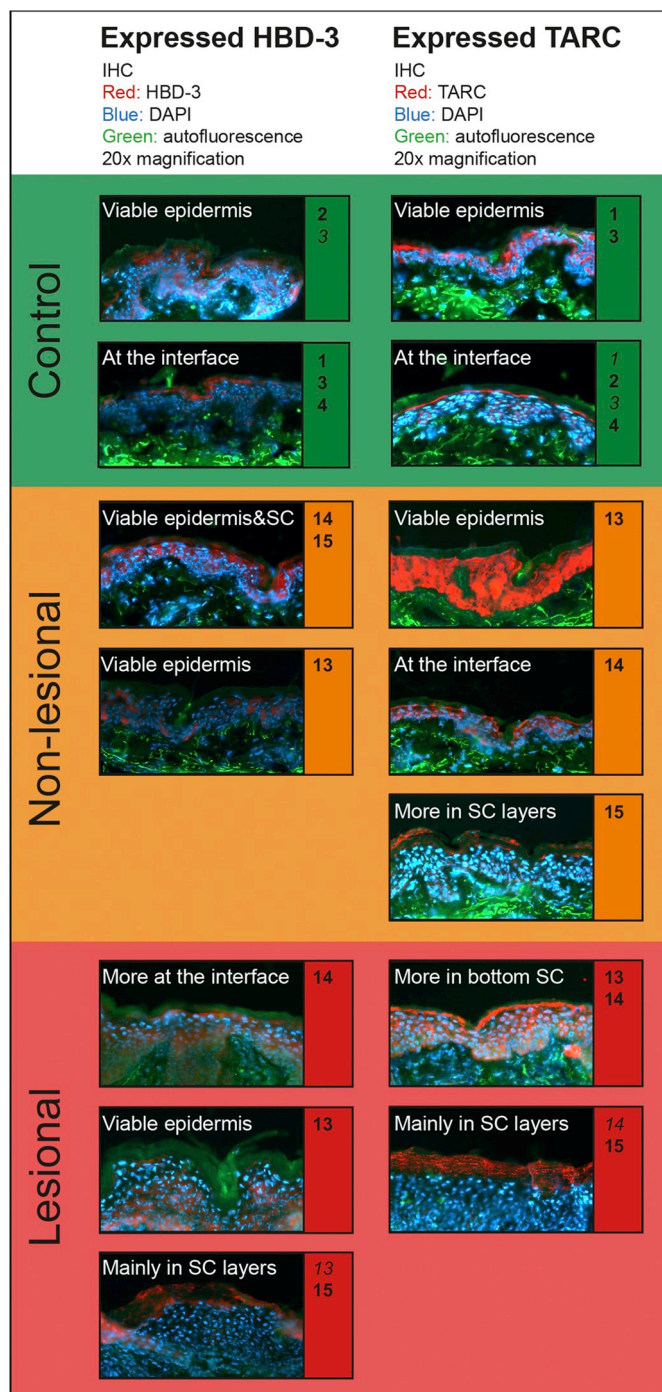 Expressed HBD-3
IHC
Red: HBD-3
Blue: DAPI
Green: autofluorescence
20x magnification
Expressed TARC
IHC
Red: TARC
Blue: DAPI
Green: autofluorescence
20x magnification
Control
Viable epidermis
2
3
Viable epidermis
1
3
At the interface
1
3
4
At the interface
1
2
3
4
Non-lesional
Viable epidermis&SC
14
15
Viable epidermis
13
Viable epidermis
13
At the interface
14
More in SC layers
15
Lesional
More at the interface
14
More in bottom SC
13
14
Viable epidermis
13
Mainly in SC layers
14
15
Mainly in SC layers
13
15